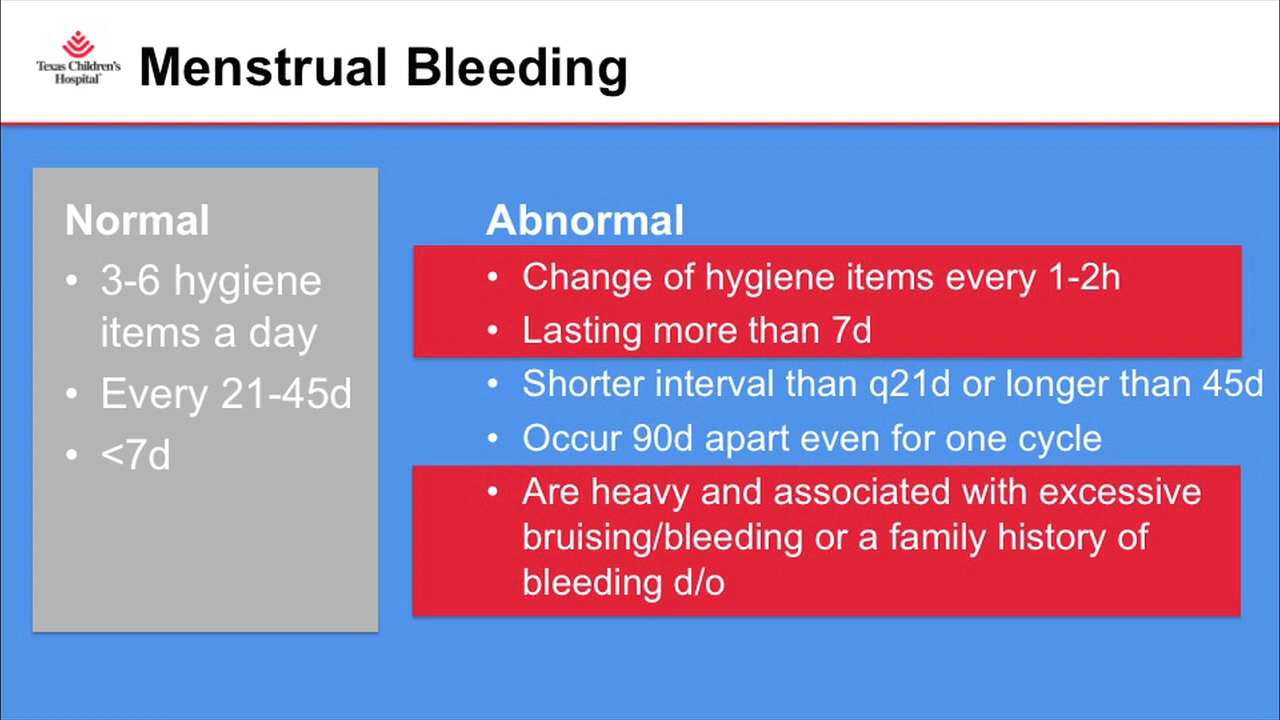 Texas Children's
Hospital
Menstrual Bleeding
Normal
• 3-6 hygiene
items a day
• Every 21-45d
• <7d
Abnormal
• Change of hygiene items every 1-2h
• Lasting more than 7d
• Shorter interval than q21d or longer than 45d
• Occur 90d apart even for one cycle
• Are heavy and associated with excessive
bruising/bleeding or a family history of
bleeding d/o